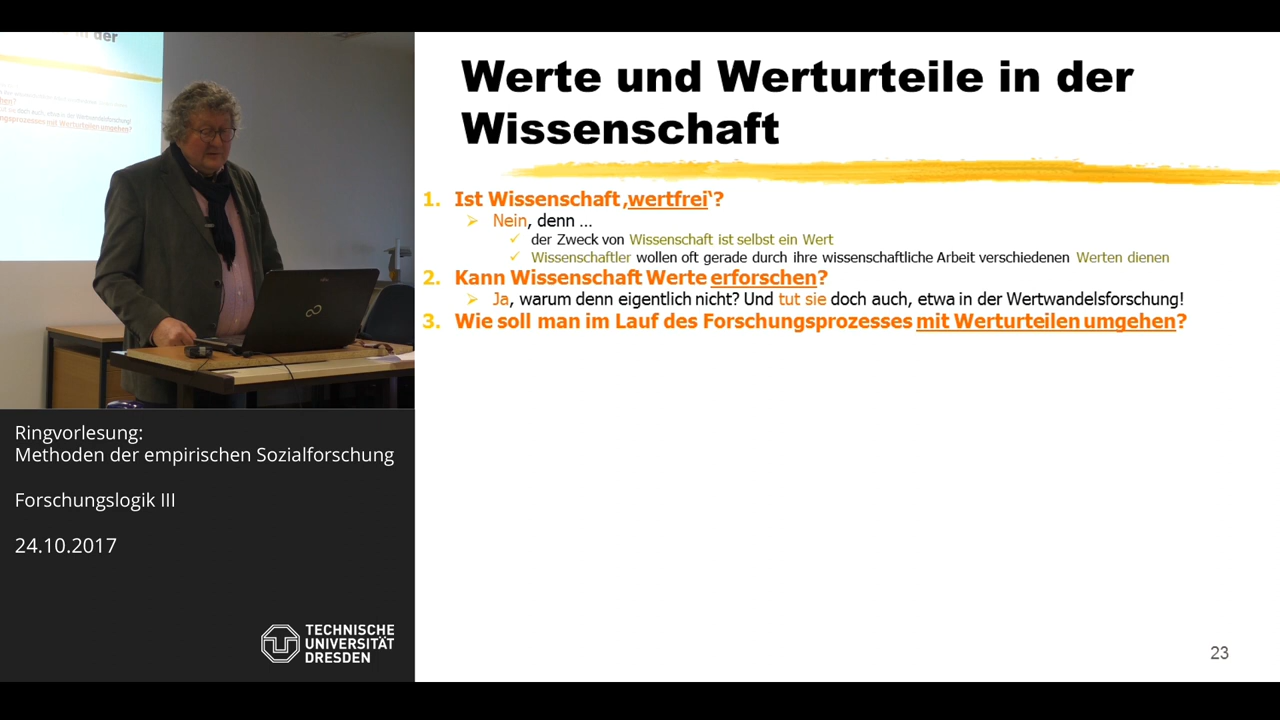 in der
hen?
Werte und Werturteile in der
Wissenschaft
1. Ist Wissenschaft ‚wertfrei‘?
➢ Nein, denn ...
✓ der Zweck von Wissenschaft ist selbst ein Wert
✓ Wissenschaftler wollen oft gerade durch ihre wissenschaftliche Arbeit verschiedenen Werten dienen
2. Kann Wissenschaft Werte erforschen?
➢ Ja, warum denn eigentlich nicht? Und tut sie doch auch, etwa in der Wertwandelsforschung!
3. Wie soll man im Lauf des Forschungsprozesses mit Werturteilen umgehen?
Ringvorlesung:
Methoden der empirischen Sozialforschung
Forschungslogik III
24.10.2017
TECHNISCHE
UNIVERSITÄT
DRESDEN
23